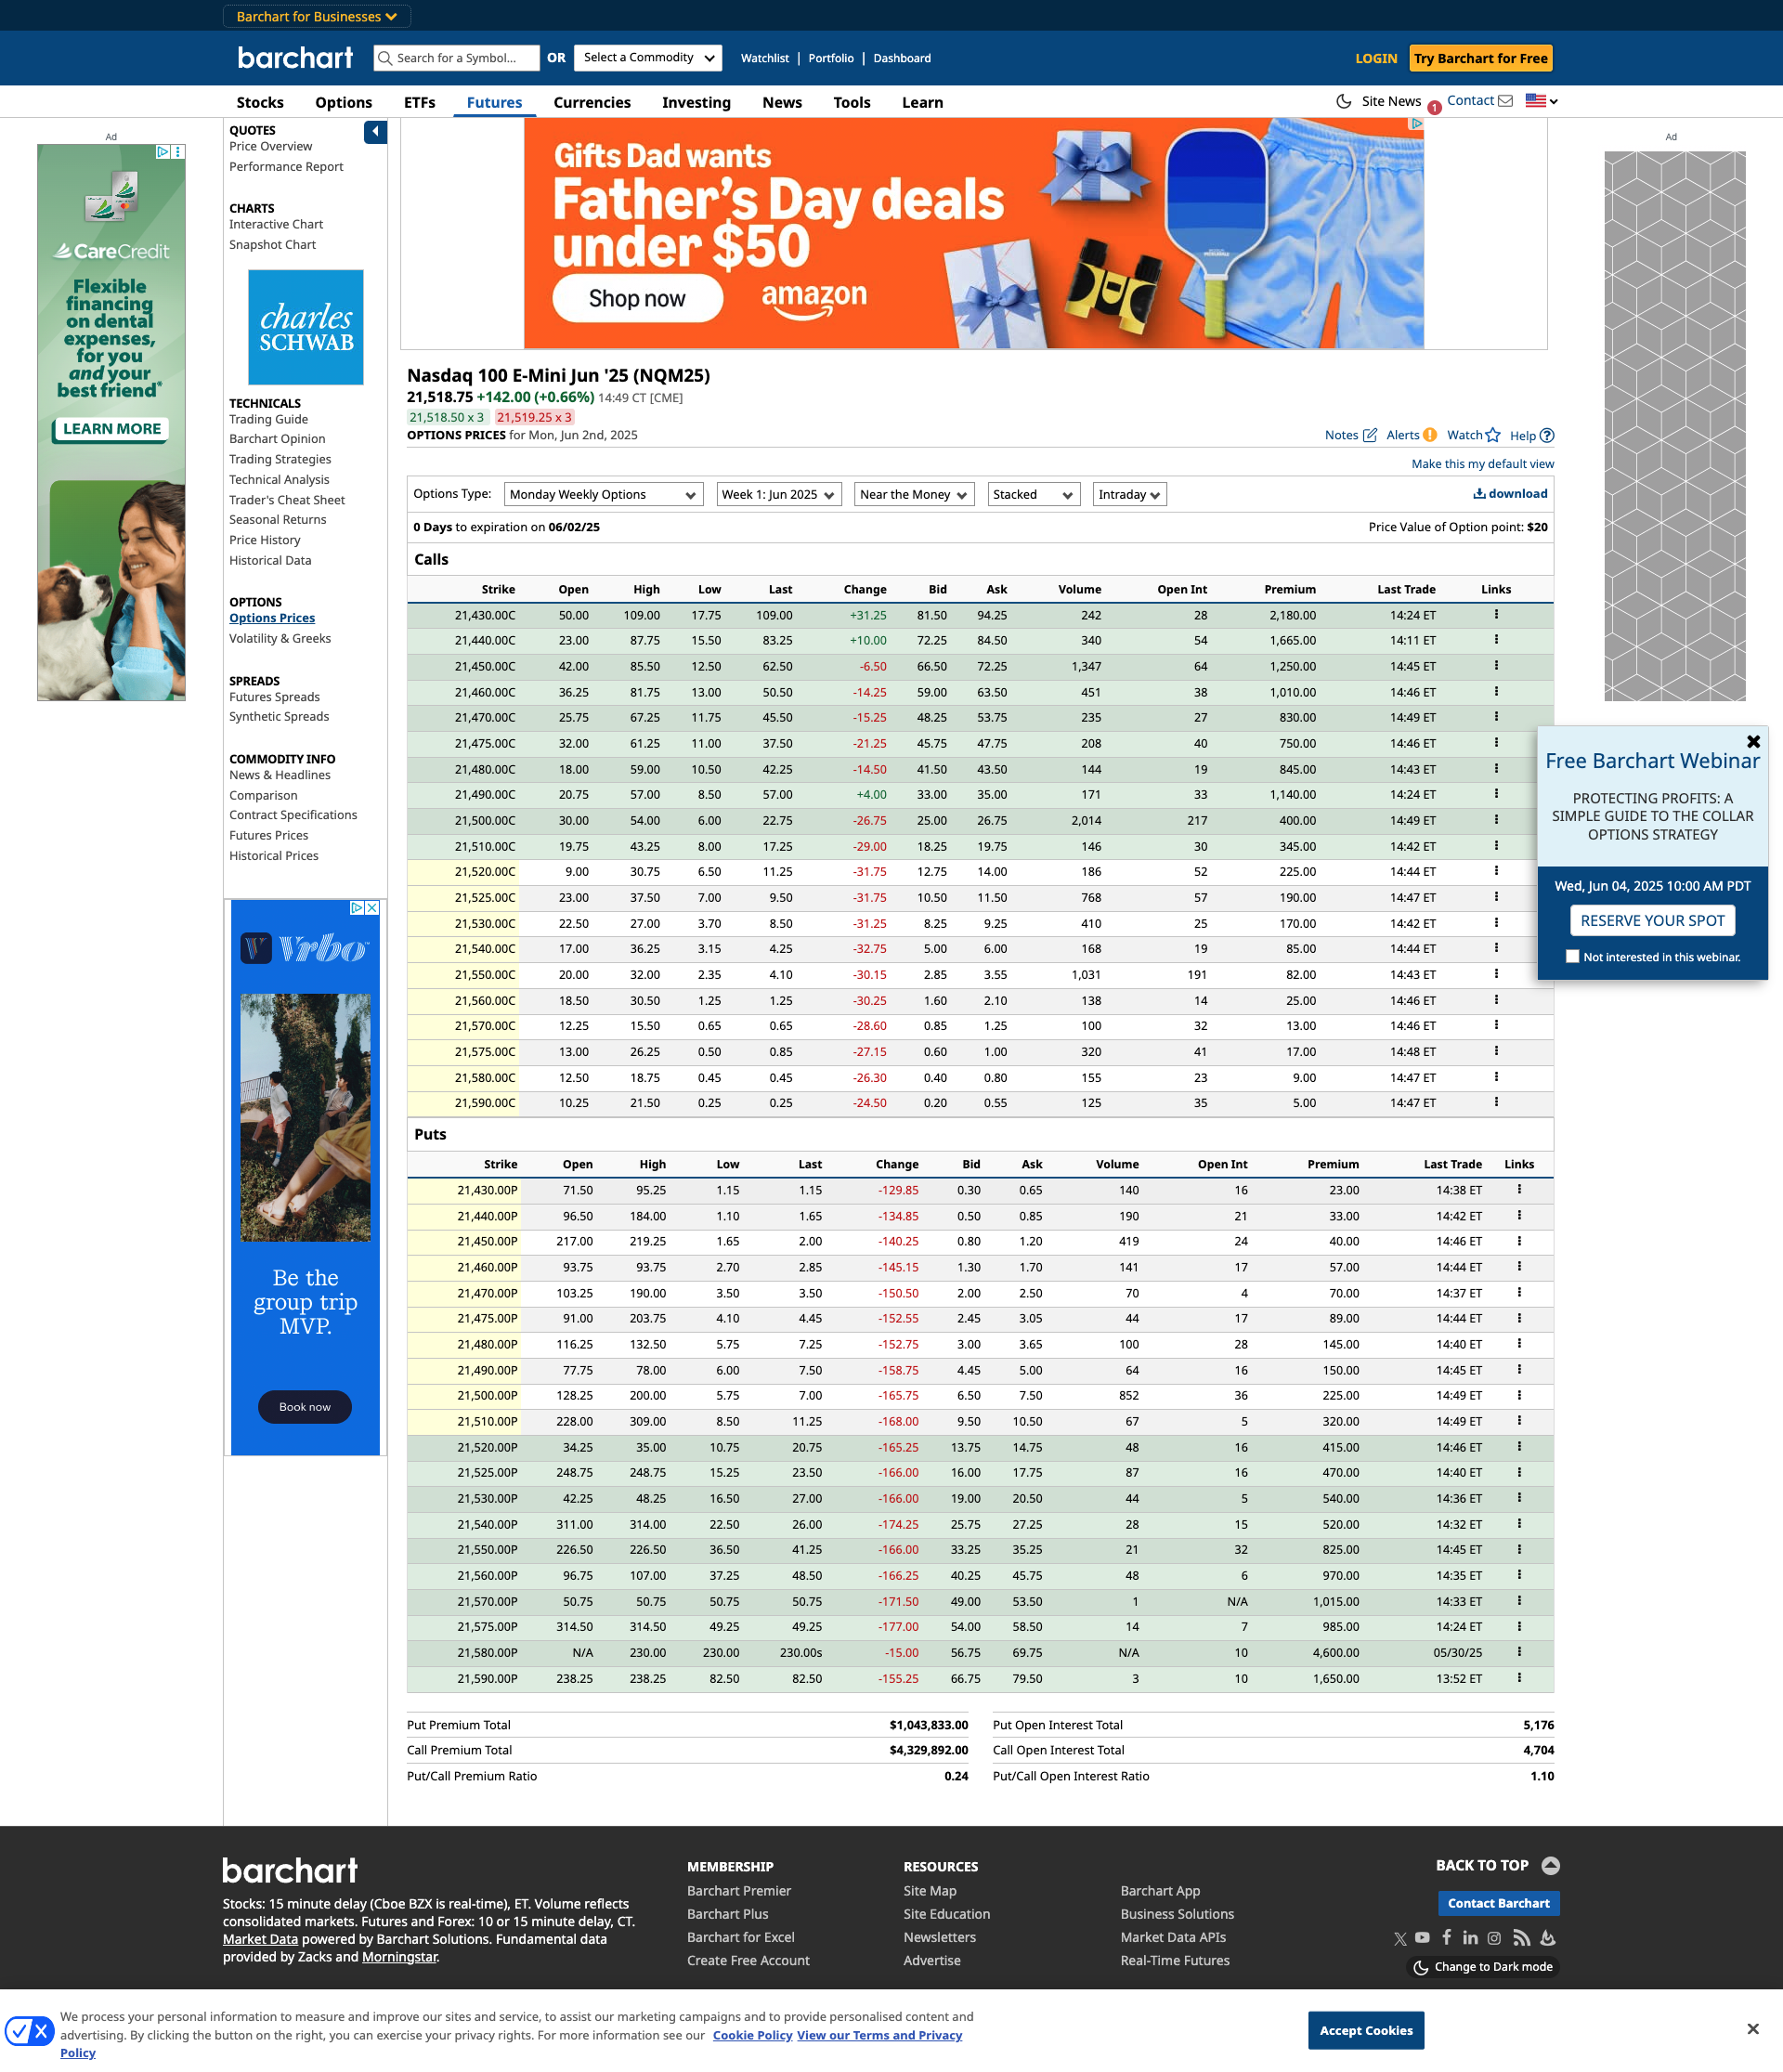 Barchart for Businesses
barchart
Search for a Symbol...
OR
Select a Commodity
Watchlist | Portfolio | Dashboard
LOGIN
Try Barchart for Free
Stocks Options ETFs Futures Currencies Investing News Tools Learn
Site News 1 Contact
Ad
CareCredit
Flexible
financing
on dental
expenses,
for you
and your
best friend*
LEARN MORE
QUOTES
Price Overview
Performance Report
CHARTS
Interactive Chart
Snapshot Chart
charles
SCHWAB
TECHNICALS
Trading Guide
Barchart Opinion
Trading Strategies
Technical Analysis
Trader's Cheat Sheet
Seasonal Returns
Price History
Historical Data
OPTIONS
Options Prices
Volatility & Greeks
SPREADS
Futures Spreads
Synthetic Spreads
COMMODITY INFO
News & Headlines
Comparison
Contract Specifications
Futures Prices
Historical Prices
Vrbo
Be the
group trip
MVP.
Book now
Gifts Dad wants
Father's Day deals
under $50
Shop now
amazon
Ad
Nasdaq 100 E-Mini Jun '25 (NQM25)
21,518.75 +142.00 (+0.66%) 14:49 CT [CME]
21,518.50 x 3 21,519.25 x 3
OPTIONS PRICES for Mon, Jun 2nd, 2025
Notes Alerts Watch Help
Make this my default view
Options Type: Monday Weekly Options Week 1: Jun 2025 Near the Money Stacked Intraday download
0 Days to expiration on 06/02/25 Price Value of Option point: $20
Calls
Strike Open High Low Last Change Bid Ask Volume Open Int Premium Last Trade Links
21,430.00C 50.00 109.00 17.75 109.00 +31.25 81.50 94.25 242 28 2,180.00 14:24 ET
21,440.00C 23.00 87.75 15.50 83.25 +10.00 72.25 84.50 340 54 1,665.00 14:11 ET
21,450.00C 42.00 85.50 12.50 62.50 -6.50 66.50 72.25 1,347 64 1,250.00 14:45 ET
21,460.00C 36.25 81.75 13.00 50.50 -14.25 59.00 63.50 451 38 1,010.00 14:46 ET
21,470.00C 25.75 67.25 11.75 45.50 -15.25 48.25 53.75 235 27 830.00 14:49 ET
21,475.00C 32.00 61.25 11.00 37.50 -21.25 45.75 47.75 208 40 750.00 14:46 ET
21,480.00C 18.00 59.00 10.50 42.25 -14.50 41.50 43.50 144 19 845.00 14:43 ET
21,490.00C 20.75 57.00 8.50 57.00 +4.00 33.00 35.00 171 33 1,140.00 14:24 ET
21,500.00C 30.00 54.00 6.00 22.75 -26.75 25.00 26.75 2,014 217 400.00 14:49 ET
21,510.00C 19.75 43.25 8.00 17.25 -29.00 18.25 19.75 146 30 345.00 14:42 ET
21,520.00C 9.00 30.75 6.50 11.25 -31.75 12.75 14.00 186 52 225.00 14:44 ET
21,525.00C 23.00 37.50 7.00 9.50 -31.75 10.50 11.50 768 57 190.00 14:47 ET
21,530.00C 22.50 27.00 3.70 8.50 -31.25 8.25 9.25 410 25 170.00 14:42 ET
21,540.00C 17.00 36.25 3.15 4.25 -32.75 5.00 6.00 168 19 85.00 14:44 ET
21,550.00C 20.00 32.00 2.35 4.10 -30.15 2.85 3.55 1,031 191 82.00 14:43 ET
21,560.00C 18.50 30.50 1.25 1.25 -30.25 1.60 2.10 138 14 25.00 14:46 ET
21,570.00C 12.25 15.50 0.65 0.65 -28.60 0.85 1.25 100 32 13.00 14:46 ET
21,575.00C 13.00 26.25 0.50 0.85 -27.15 0.60 1.00 320 41 17.00 14:48 ET
21,580.00C 12.50 18.75 0.45 0.45 -26.30 0.40 0.80 155 23 9.00 14:47 ET
21,590.00C 10.25 21.50 0.25 0.25 -24.50 0.20 0.55 125 35 5.00 14:47 ET
Puts
Strike Open High Low Last Change Bid Ask Volume Open Int Premium Last Trade Links
21,430.00P 71.50 95.25 1.15 1.15 -129.85 0.30 0.65 140 16 23.00 14:38 ET
21,440.00P 96.50 184.00 1.10 1.65 -134.85 0.50 0.85 190 21 33.00 14:42 ET
21,450.00P 217.00 219.25 1.65 2.00 -140.25 0.80 1.20 419 24 40.00 14:46 ET
21,460.00P 93.75 93.75 2.70 2.85 -145.15 1.30 1.70 141 17 57.00 14:44 ET
21,470.00P 103.25 190.00 3.50 3.50 -150.50 2.00 2.50 70 4 70.00 14:37 ET
21,475.00P 91.00 203.75 4.10 4.45 -152.55 2.45 3.05 44 17 89.00 14:44 ET
21,480.00P 116.25 132.50 5.75 7.25 -152.75 3.00 3.65 100 28 145.00 14:40 ET
21,490.00P 77.75 78.00 6.00 7.50 -158.75 4.45 5.00 64 16 150.00 14:45 ET
21,500.00P 128.25 200.00 5.75 7.00 -165.75 6.50 7.50 852 36 225.00 14:49 ET
21,510.00P 228.00 309.00 8.50 11.25 -168.00 9.50 10.50 67 5 320.00 14:49 ET
21,520.00P 34.25 35.00 10.75 20.75 -165.25 13.75 14.75 48 16 415.00 14:46 ET
21,525.00P 248.75 248.75 15.25 23.50 -166.00 16.00 17.75 87 16 470.00 14:40 ET
21,530.00P 42.25 48.25 16.50 27.00 -166.00 19.00 20.50 44 5 540.00 14:36 ET
21,540.00P 311.00 314.00 22.50 26.00 -174.25 25.75 27.25 28 15 520.00 14:32 ET
21,550.00P 226.50 226.50 36.50 41.25 -166.00 33.25 35.25 21 32 825.00 14:45 ET
21,560.00P 96.75 107.00 37.25 48.50 -166.25 40.25 45.75 48 6 970.00 14:35 ET
21,570.00P 50.75 50.75 50.75 50.75 -171.50 49.00 53.50 1 N/A 1,015.00 14:33 ET
21,575.00P 314.50 314.50 49.25 49.25 -177.00 54.00 58.50 14 7 985.00 14:24 ET
21,580.00P N/A 230.00 230.00 230.00s -15.00 56.75 69.75 N/A 10 4,600.00 05/30/25
21,590.00P 238.25 238.25 82.50 82.50 -155.25 66.75 79.50 3 10 1,650.00 13:52 ET
Put Premium Total $1,043,833.00 Put Open Interest Total 5,176
Call Premium Total $4,329,892.00 Call Open Interest Total 4,704
Put/Call Premium Ratio 0.24 Put/Call Open Interest Ratio 1.10
Free Barchart Webinar
PROTECTING PROFITS: A
SIMPLE GUIDE TO THE COLLAR
OPTIONS STRATEGY
Wed, Jun 04, 2025 10:00 AM PDT
RESERVE YOUR SPOT
Not interested in this webinar.
barchart
Stocks: 15 minute delay (Cboe BZX is real-time), ET. Volume reflects
consolidated markets. Futures and Forex: 10 or 15 minute delay, CT.
Market Data powered by Barchart Solutions. Fundamental data
provided by Zacks and Morningstar.
MEMBERSHIP
Barchart Premier
Barchart Plus
Barchart for Excel
Create Free Account
RESOURCES
Site Map
Site Education
Newsletters
Advertise
Barchart App
Business Solutions
Market Data APIs
Real-Time Futures
BACK TO TOP
Contact Barchart
Change to Dark mode
We process your personal information to measure and improve our sites and service, to assist our marketing campaigns and to provide personalised content and
advertising. By clicking the button on the right, you can exercise your privacy rights. For more information see our Cookie Policy View our Terms and Privacy
Policy
Accept Cookies